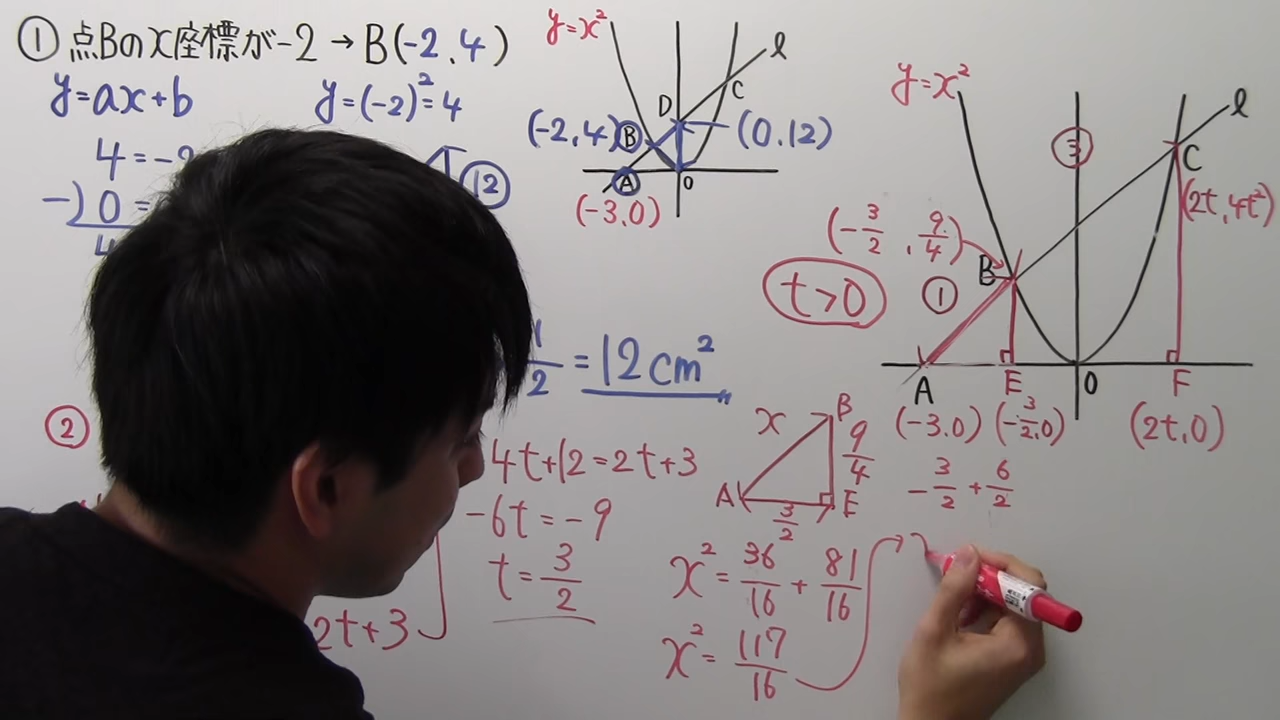 ① 点Bのx座標が-2 → B(-2,4)
y=ax+b
y=(-2)²=4
4=-2
-) 0=
4
12
y=x²
l
D
C
(-2,4) B
(0,12)
A
O
(-3,0)
1/2 = 12cm²
②
4t+12=2t+3
-6t=-9
t=3/2
2t+3
y=x²
l
③
C
(2t,4t²)
(-3/2, 9/4)
B
t>0
①
A
E
O
F
(-3,0)
(-3/2,0)
(2t,0)
x
B
9/4
A
E
3/2
-3/2+6/2
x²=36/16+81/16
x²=117/16